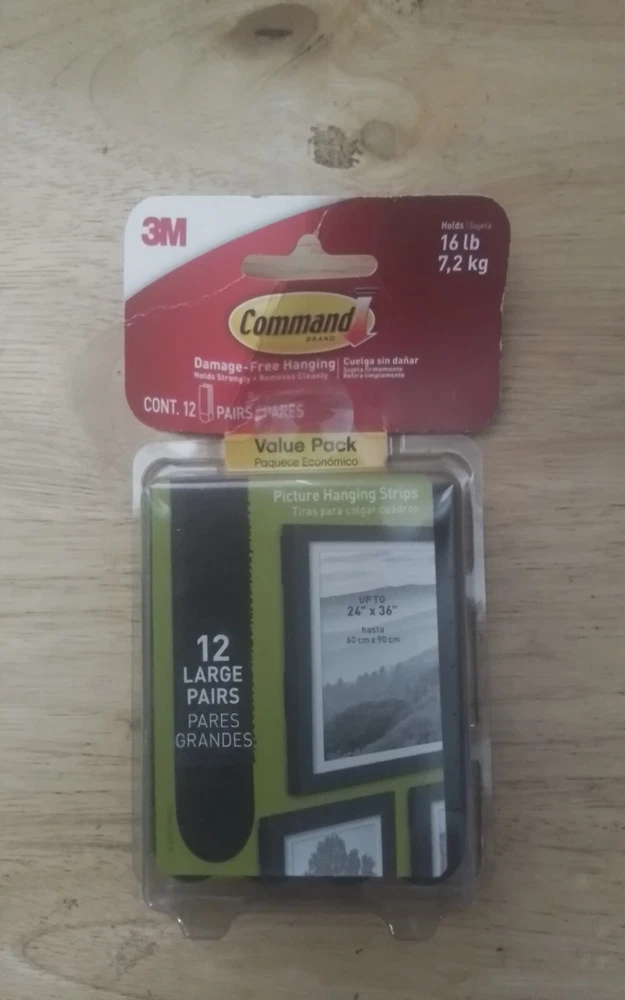 3M
Holds / Sujeta
16 lb
7,2 kg
Command
BRAND
Damage-Free Hanging
Holds Strongly • Removes Cleanly
Cuelga sin dañar
Sujeta firmemente
Retira limpiamente
CONT. 12 PAIRS/PARES
Value Pack
Paquete Económico
Picture Hanging Strips
Tiras para colgar cuadros
UP TO
24" x 36"
hasta
60 cm x 90 cm
12
LARGE
PAIRS
PARES
GRANDES